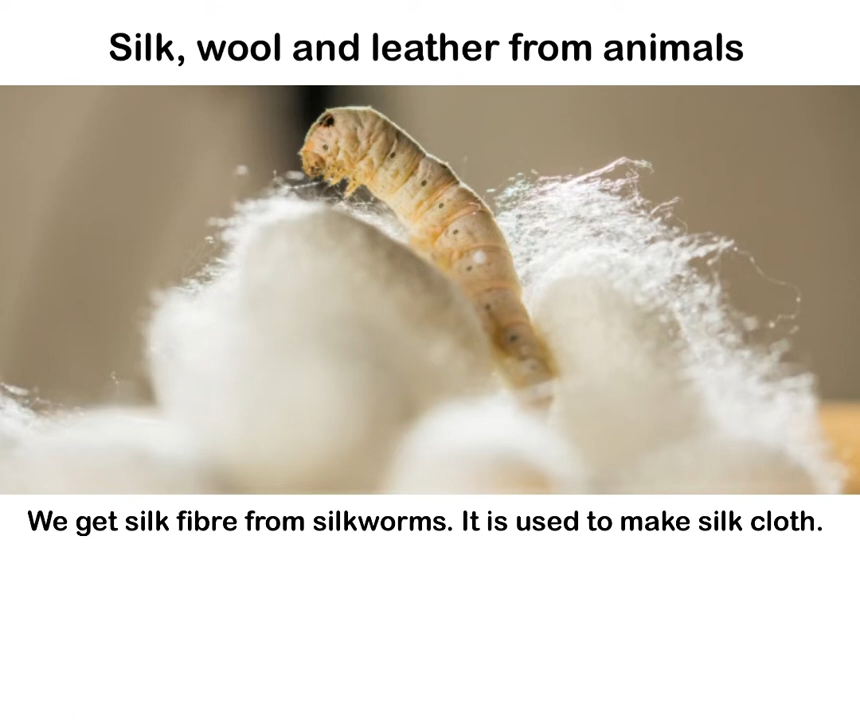 Silk, wool and leather from animals
We get silk fibre from silkworms. It is used to make silk cloth.